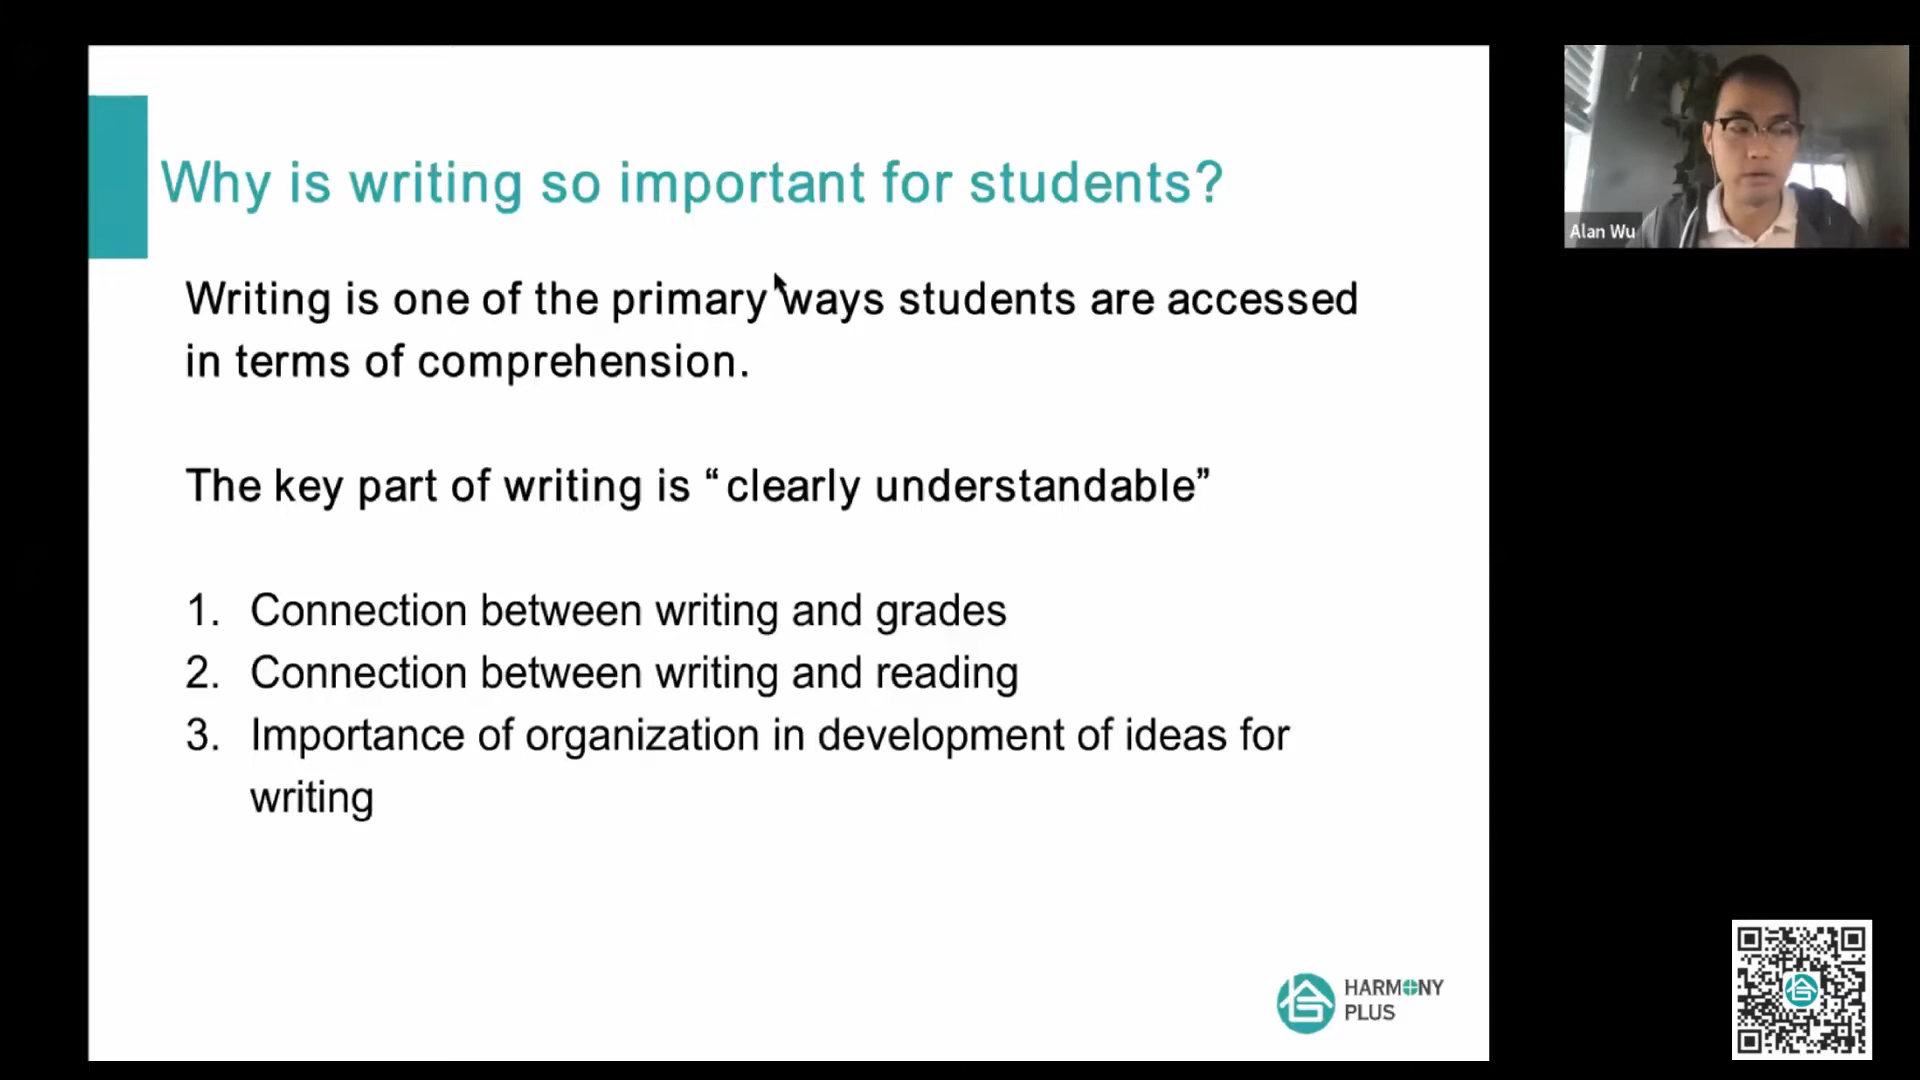 Why is writing so important for students?
Writing is one of the primary ways students are accessed
in terms of comprehension.
The key part of writing is “clearly understandable”
1. Connection between writing and grades
2. Connection between writing and reading
3. Importance of organization in development of ideas for
writing
HARMONY
PLUS
Alan Wu